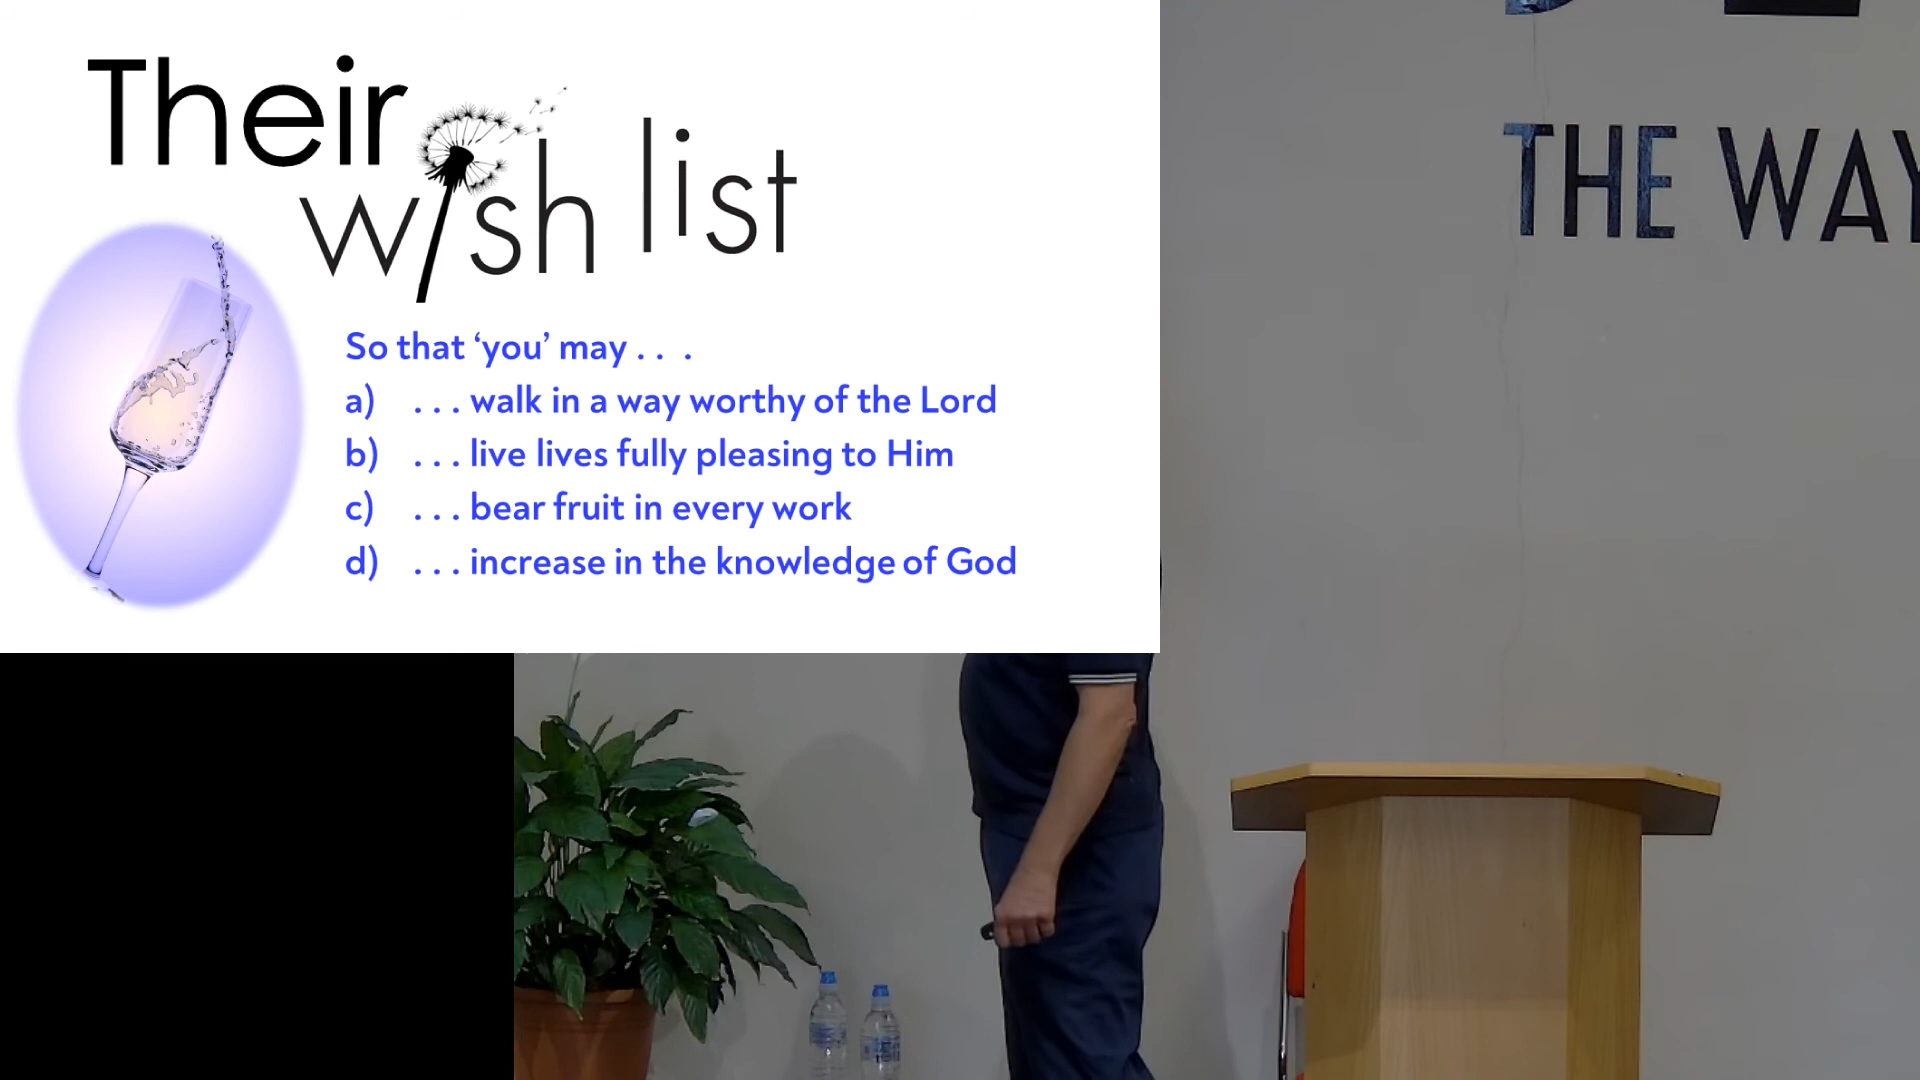 Their
wish list
So that ‘you’ may . . .
a) . . . walk in a way worthy of the Lord
b) . . . live lives fully pleasing to Him
c) . . . bear fruit in every work
d) . . . increase in the knowledge of God
THE WAY